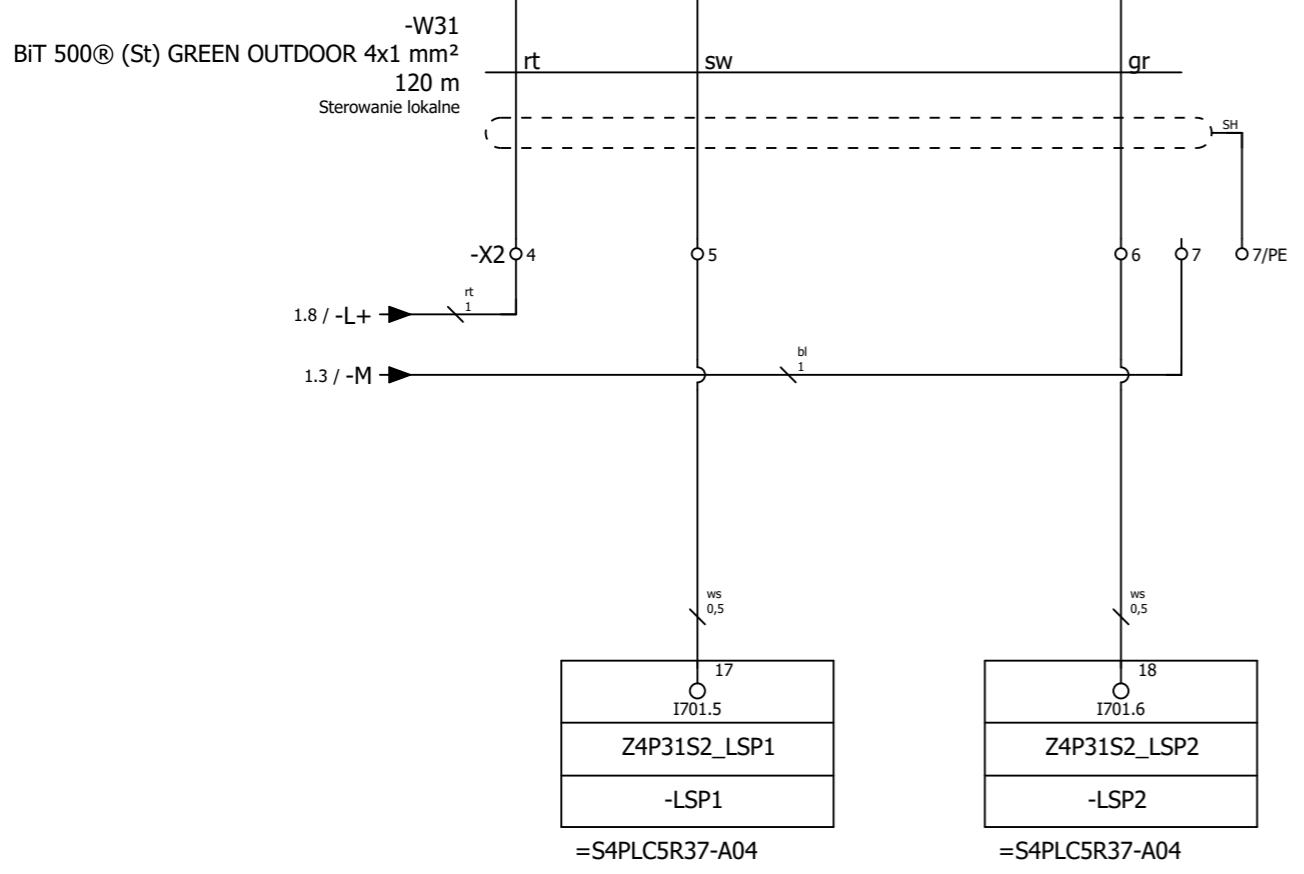 -W31
BiT 500® (St) GREEN OUTDOOR 4x1 mm²
120 m
Sterowanie lokalne
rt
sw
gr
SH
-X2
4
5
6
7
7/PE
1.8 / -L+
rt
1
1.3 / -M
bl
1
ws
0,5
ws
0,5
17
I701.5
Z4P31S2_LSP1
-LSP1
=S4PLC5R37-A04
18
I701.6
Z4P31S2_LSP2
-LSP2
=S4PLC5R37-A04